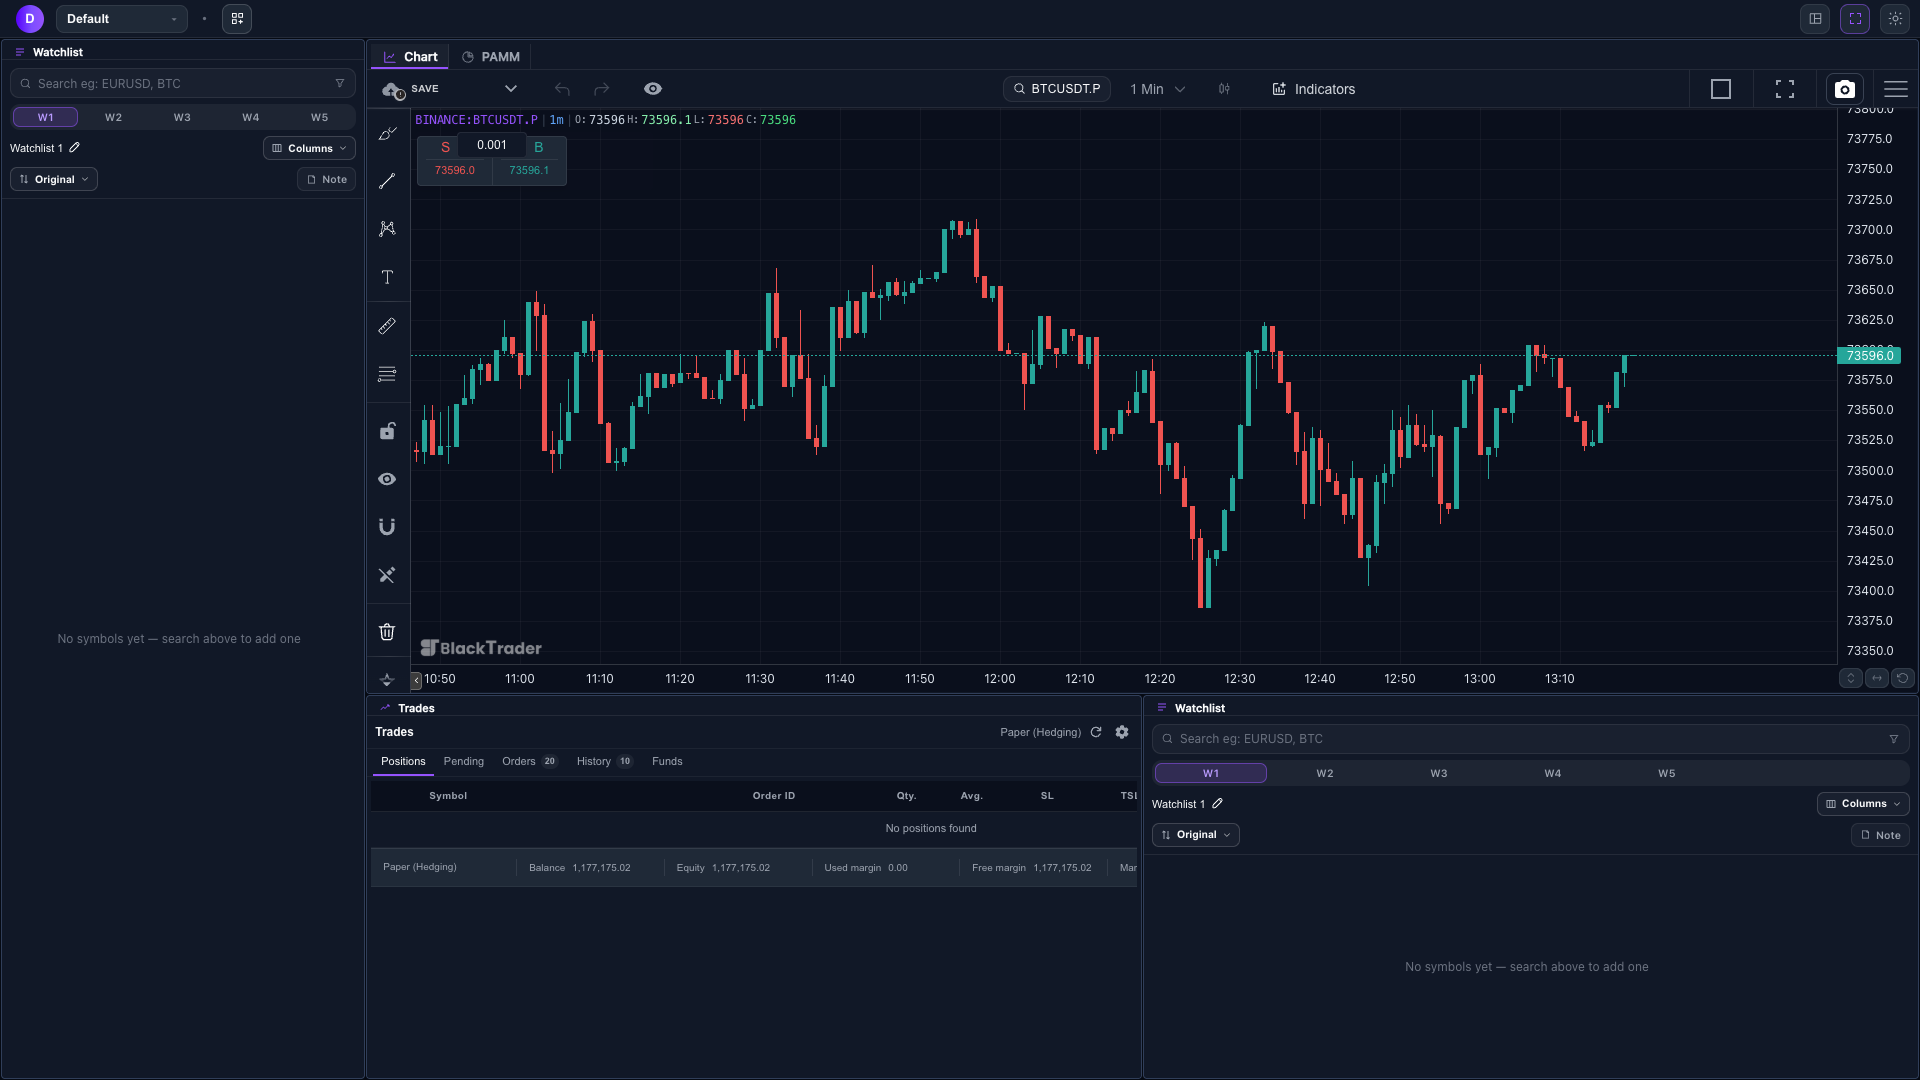 D Default
Watchlist
Search eg: EURUSD, BTC
W1 W2 W3 W4 W5
Watchlist 1 Columns
Original Note
No symbols yet — search above to add one
Chart PAMM
SAVE BTCUSDT.P 1 Min Indicators
BINANCE:BTCUSDT.P 1m O: 73596 H: 73596.1 L: 73596 C: 73596
S 0.001 B
73596.0 73596.1
73800.0
73775.0
73750.0
73725.0
73700.0
73675.0
73650.0
73625.0
73596.0
73575.0
73550.0
73525.0
73500.0
73475.0
73450.0
73425.0
73400.0
73375.0
73350.0
BlackTrader
10:50 11:00 11:10 11:20 11:30 11:40 11:50 12:00 12:10 12:20 12:30 12:40 12:50 13:00 13:10
Trades
Trades Paper (Hedging)
Positions Pending Orders 20 History 10 Funds
Symbol Order ID Qty. Avg. SL TSL
No positions found
Paper (Hedging) Balance 1,177,175.02 Equity 1,177,175.02 Used margin 0.00 Free margin 1,177,175.02 Mar
Watchlist
Search eg: EURUSD, BTC
W1 W2 W3 W4 W5
Watchlist 1 Columns
Original Note
No symbols yet — search above to add one